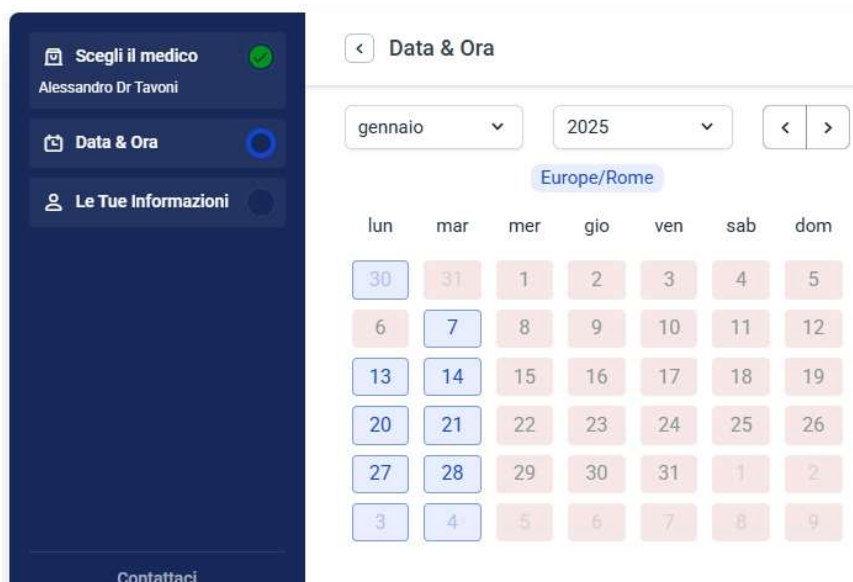 Scegli il medico
Alessandro Dr Tavoni
Data & Ora
Le Tue Informazioni
Contattaci
Data & Ora
gennaio 2025
Europe/Rome
lun mar mer gio ven sab dom
30 31 1 2 3 4 5
6 7 8 9 10 11 12
13 14 15 16 17 18 19
20 21 22 23 24 25 26
27 28 29 30 31 1 2
3 4 5 6 7 8 9